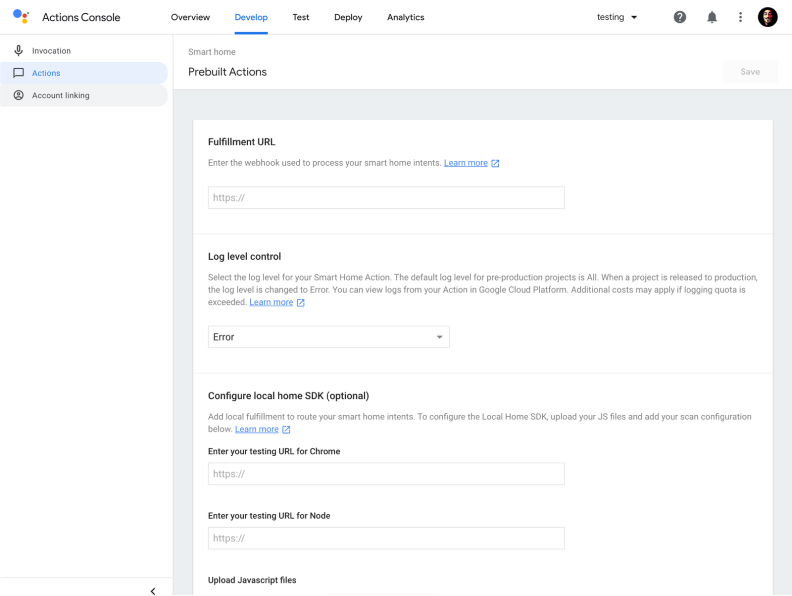 Actions Console
Overview
Develop
Test
Deploy
Analytics
testing
Invocation
Actions
Account linking
Smart home
Prebuilt Actions
Save
Fulfillment URL
Enter the webhook used to process your smart home intents. Learn more
https://
Log level control
Select the log level for your Smart Home Action. The default log level for pre-production projects is All. When a project is released to production,
the log level is changed to Error. You can view logs from your Action in Google Cloud Platform. Additional costs may apply if logging quota is
exceeded. Learn more
Error
Configure local home SDK (optional)
Add local fulfillment to route your smart home intents. To configure the Local Home SDK, upload your JS files and add your scan configuration
below. Learn more
Enter your testing URL for Chrome
https://
Enter your testing URL for Node
https://
Upload Javascript files